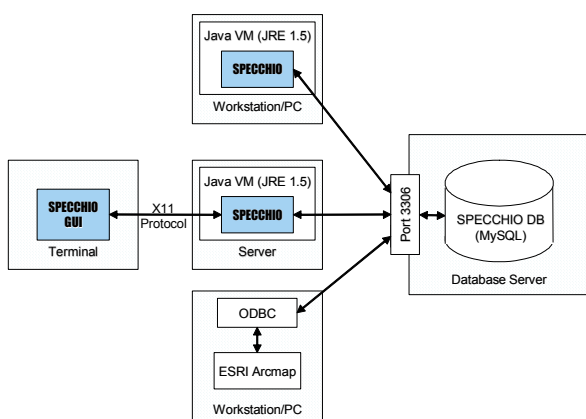 Java VM (JRE 1.5)
SPECCHIO
Workstation/PC
SPECCHIO
GUI
Terminal
X11
Protocol
Java VM (JRE 1.5)
SPECCHIO
Server
Port 3306
SPECCHIO DB
(MySQL)
Database Server
ODBC
ESRI Arcmap
Workstation/PC